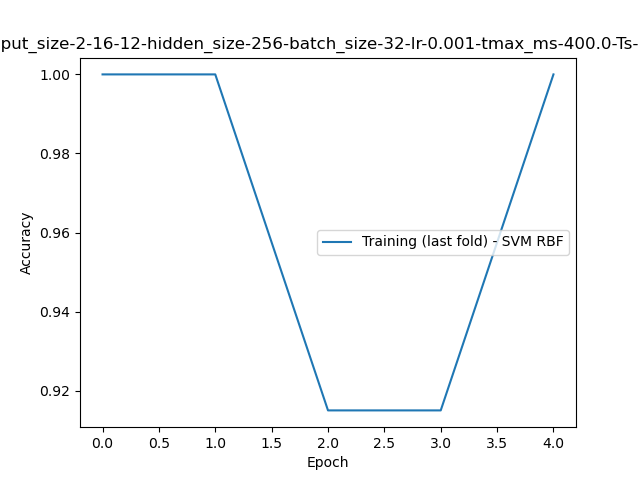 put_size-2-16-12-hidden_size-256-batch_size-32-lr-0.001-tmax_ms-400.0-Ts-
1.00
0.98
0.96
0.94
0.92
Accuracy
Training (last fold) - SVM RBF
0.0 0.5 1.0 1.5 2.0 2.5 3.0 3.5 4.0
Epoch